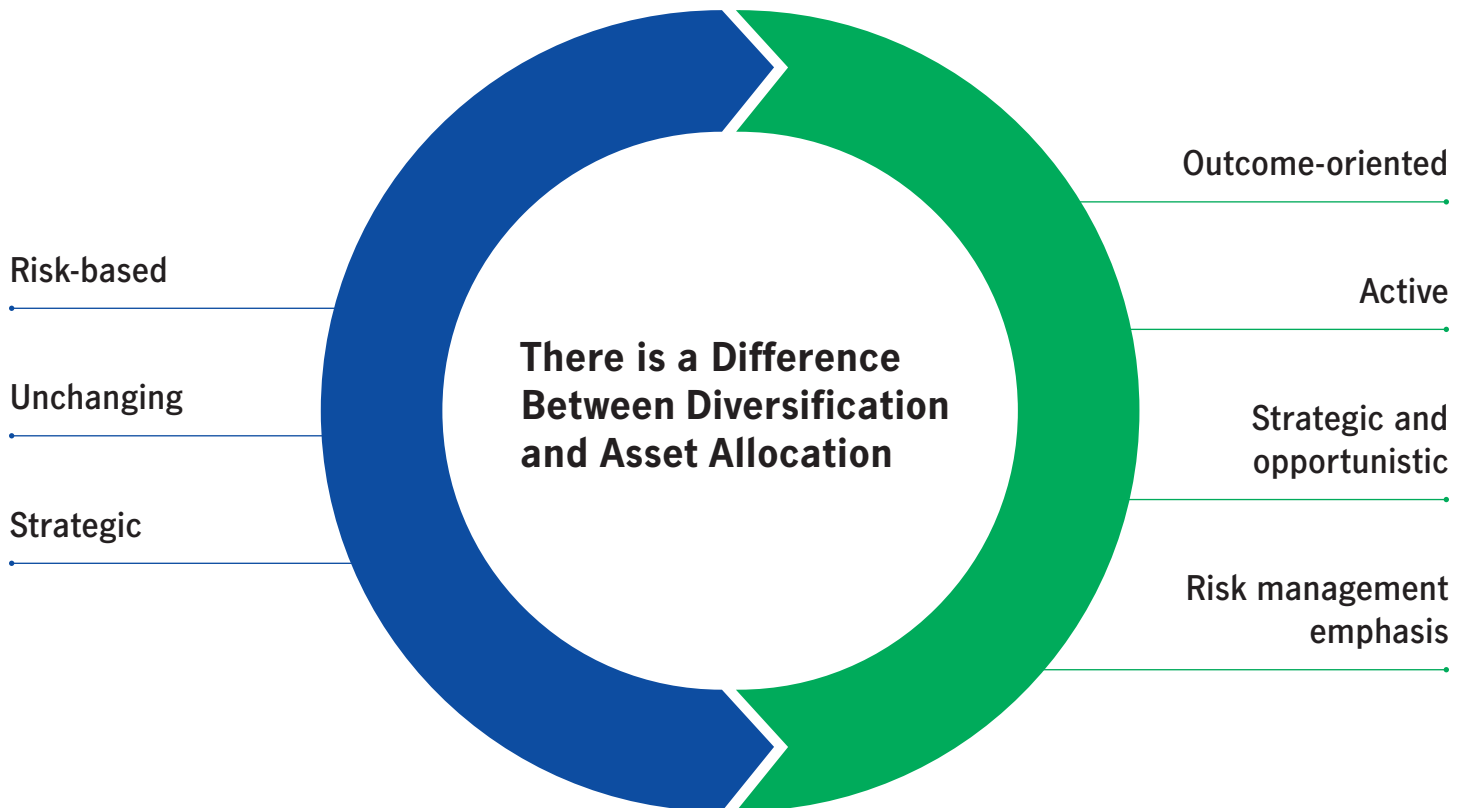 Risk-based
Unchanging
Strategic
There is a Difference
Between Diversification
and Asset Allocation
Outcome-oriented
Active
Strategic and
opportunistic
Risk management
emphasis